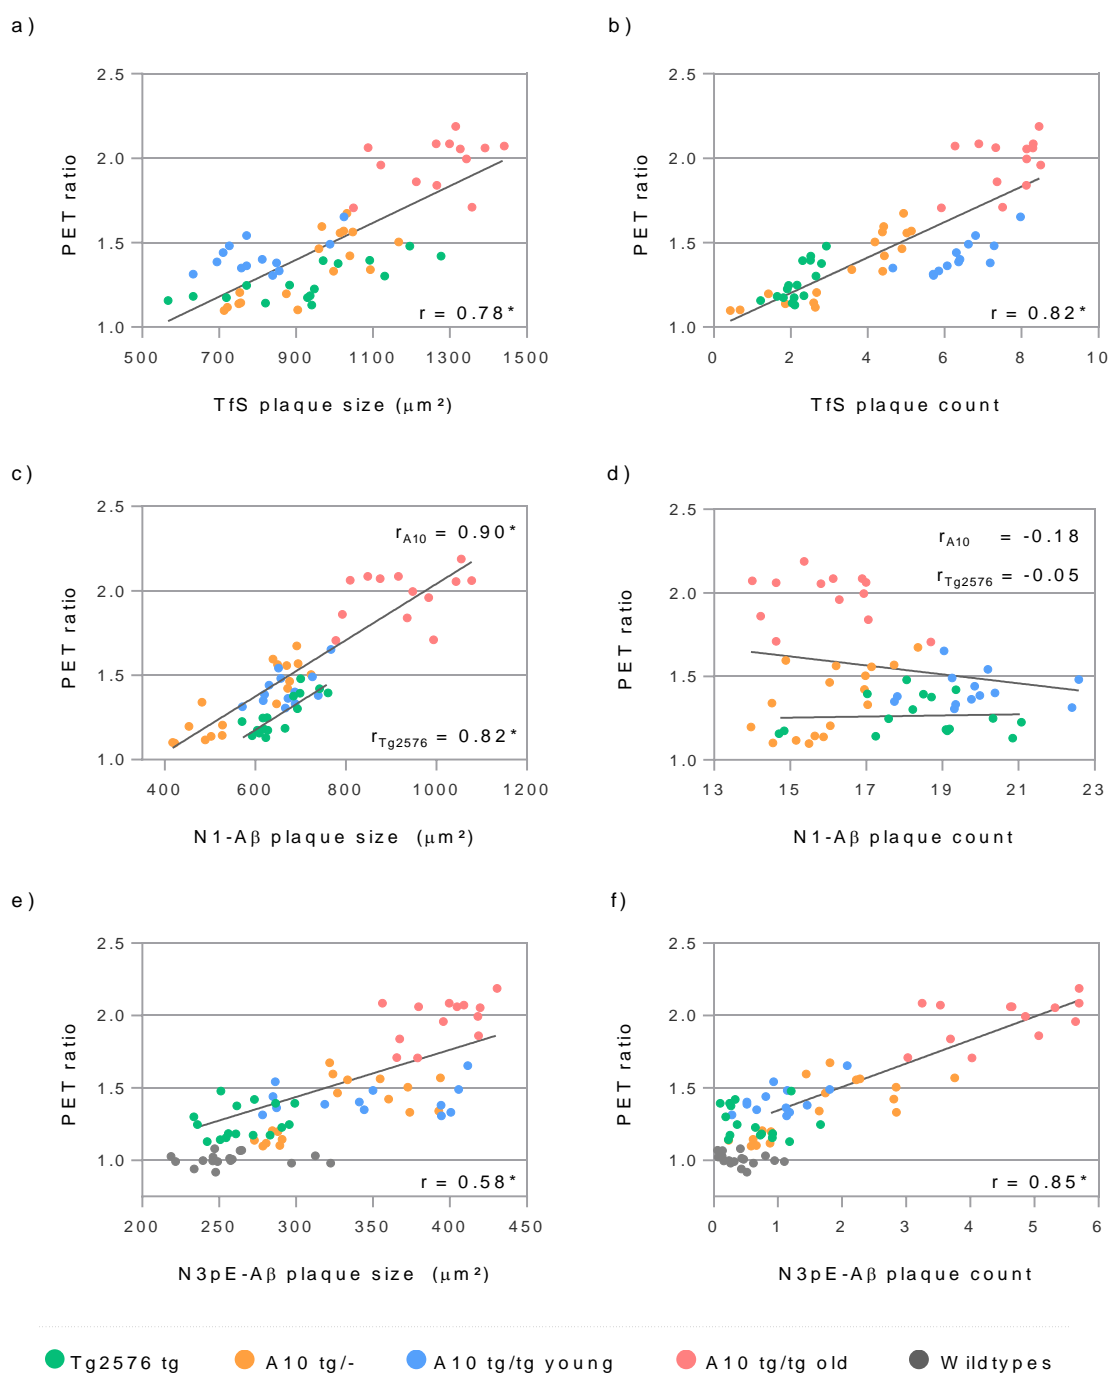 a)
b)
PET ratio
2.5
2.0
1.5
1.0
500 700 900 1100 1300 1500
r = 0.78*
TfS plaque size (μm²)
PET ratio
2.5
2.0
1.5
1.0
0 2 4 6 8 10
r = 0.82*
TfS plaque count
c)
d)
PET ratio
2.5
2.0
1.5
1.0
400 600 800 1000 1200
rA10 = 0.90*
rTg2576 = 0.82*
N1-Aβ plaque size (μm²)
PET ratio
2.5
2.0
1.5
1.0
13 15 17 19 21 23
rA10 = -0.18
rTg2576 = -0.05
N1-Aβ plaque count
e)
f)
PET ratio
2.5
2.0
1.5
1.0
200 250 300 350 400 450
r = 0.58*
N3pE-Aβ plaque size (μm²)
PET ratio
2.5
2.0
1.5
1.0
0 1 2 3 4 5 6
r = 0.85*
N3pE-Aβ plaque count
Tg2576 tg A10 tg/- A10 tg/tg young A10 tg/tg old Wildtypes